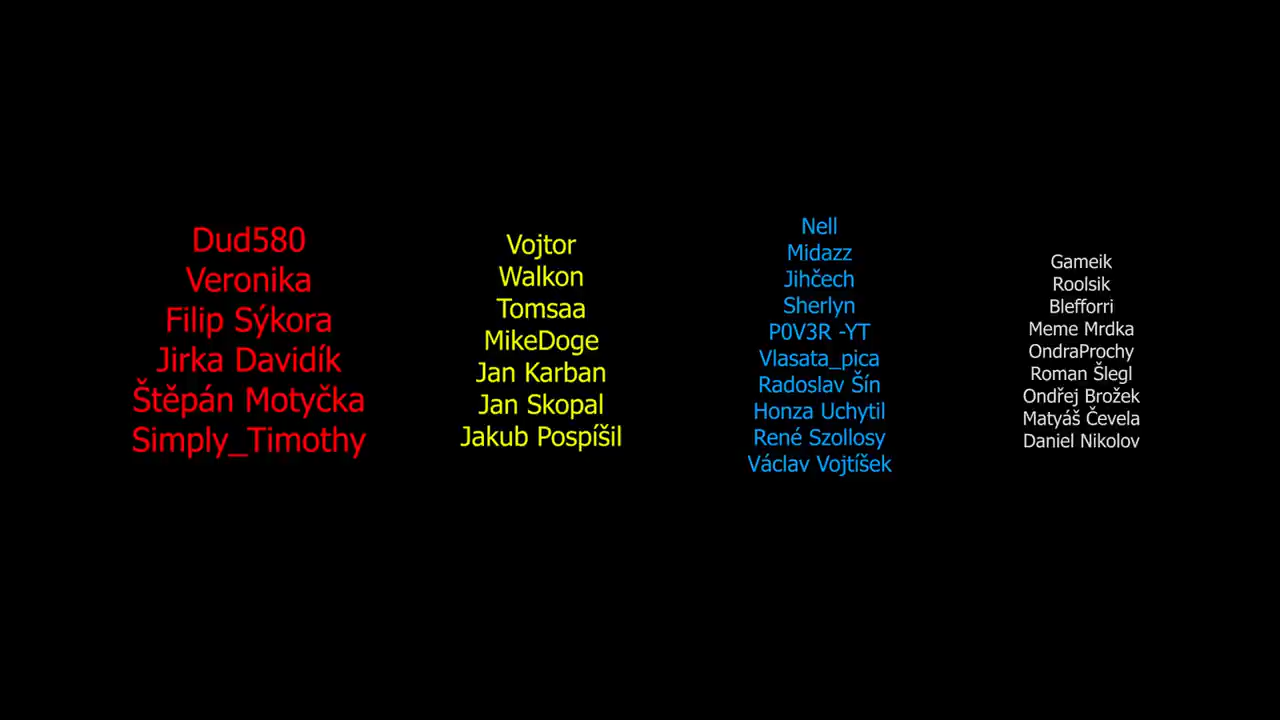 Dud580
Veronika
Filip Sýkora
Jirka Davidík
Štěpán Motyčka
Simply_Timothy
Vojtor
Walkon
Tomsaa
MikeDoge
Jan Karban
Jan Skopal
Jakub Pospíšil
Nell
Midazz
Jihčech
Sherlyn
P0V3R -YT
Vlasata_pica
Radoslav Šín
Honza Uchytil
René Szollosy
Václav Vojtíšek
Gameik
Roolsik
Blefforri
Meme Mrdka
OndraProchy
Roman Šlegl
Ondřej Brožek
Matyáš Čevela
Daniel Nikolov